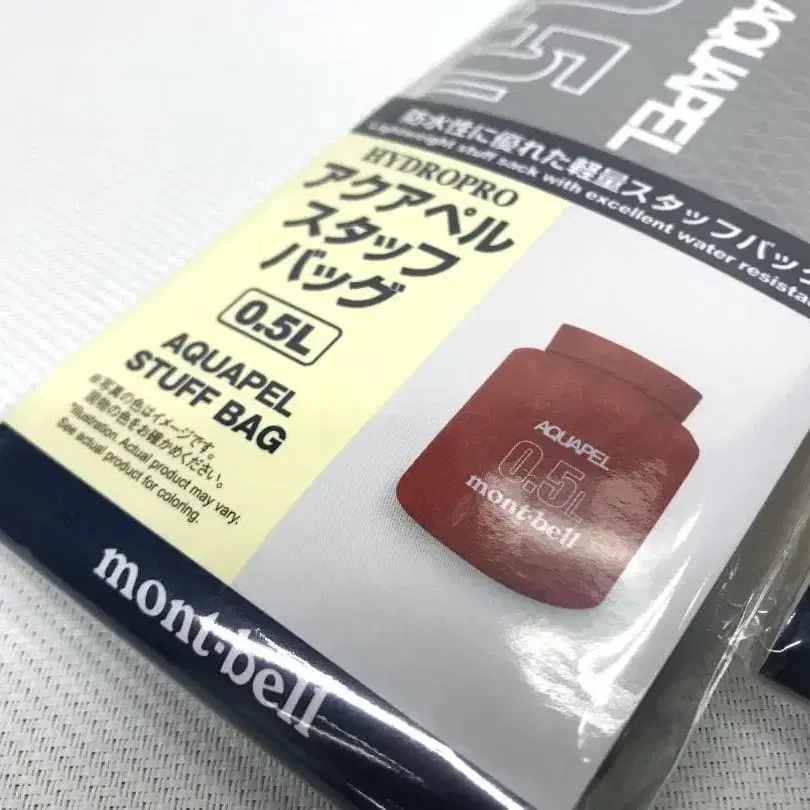 AQUAPEL
防水性に優れた軽量スタッフバッグ
Lightweight stuff sack with excellent water
HYDROPRO
アクアペル
スタッフ
バッグ
0.5L
AQUAPEL
STUFF BAG
※写真の色はイメージです。
現物の色をお確かめください。
*Illustration. Actual product may vary.
See actual product for coloring.
AQUAPEL
0.5L
mont·bell
mont·bell